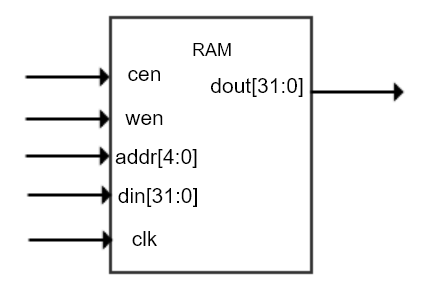 RAM
cen
dout[31:0]
wen
addr[4:0]
din[31:0]
clk